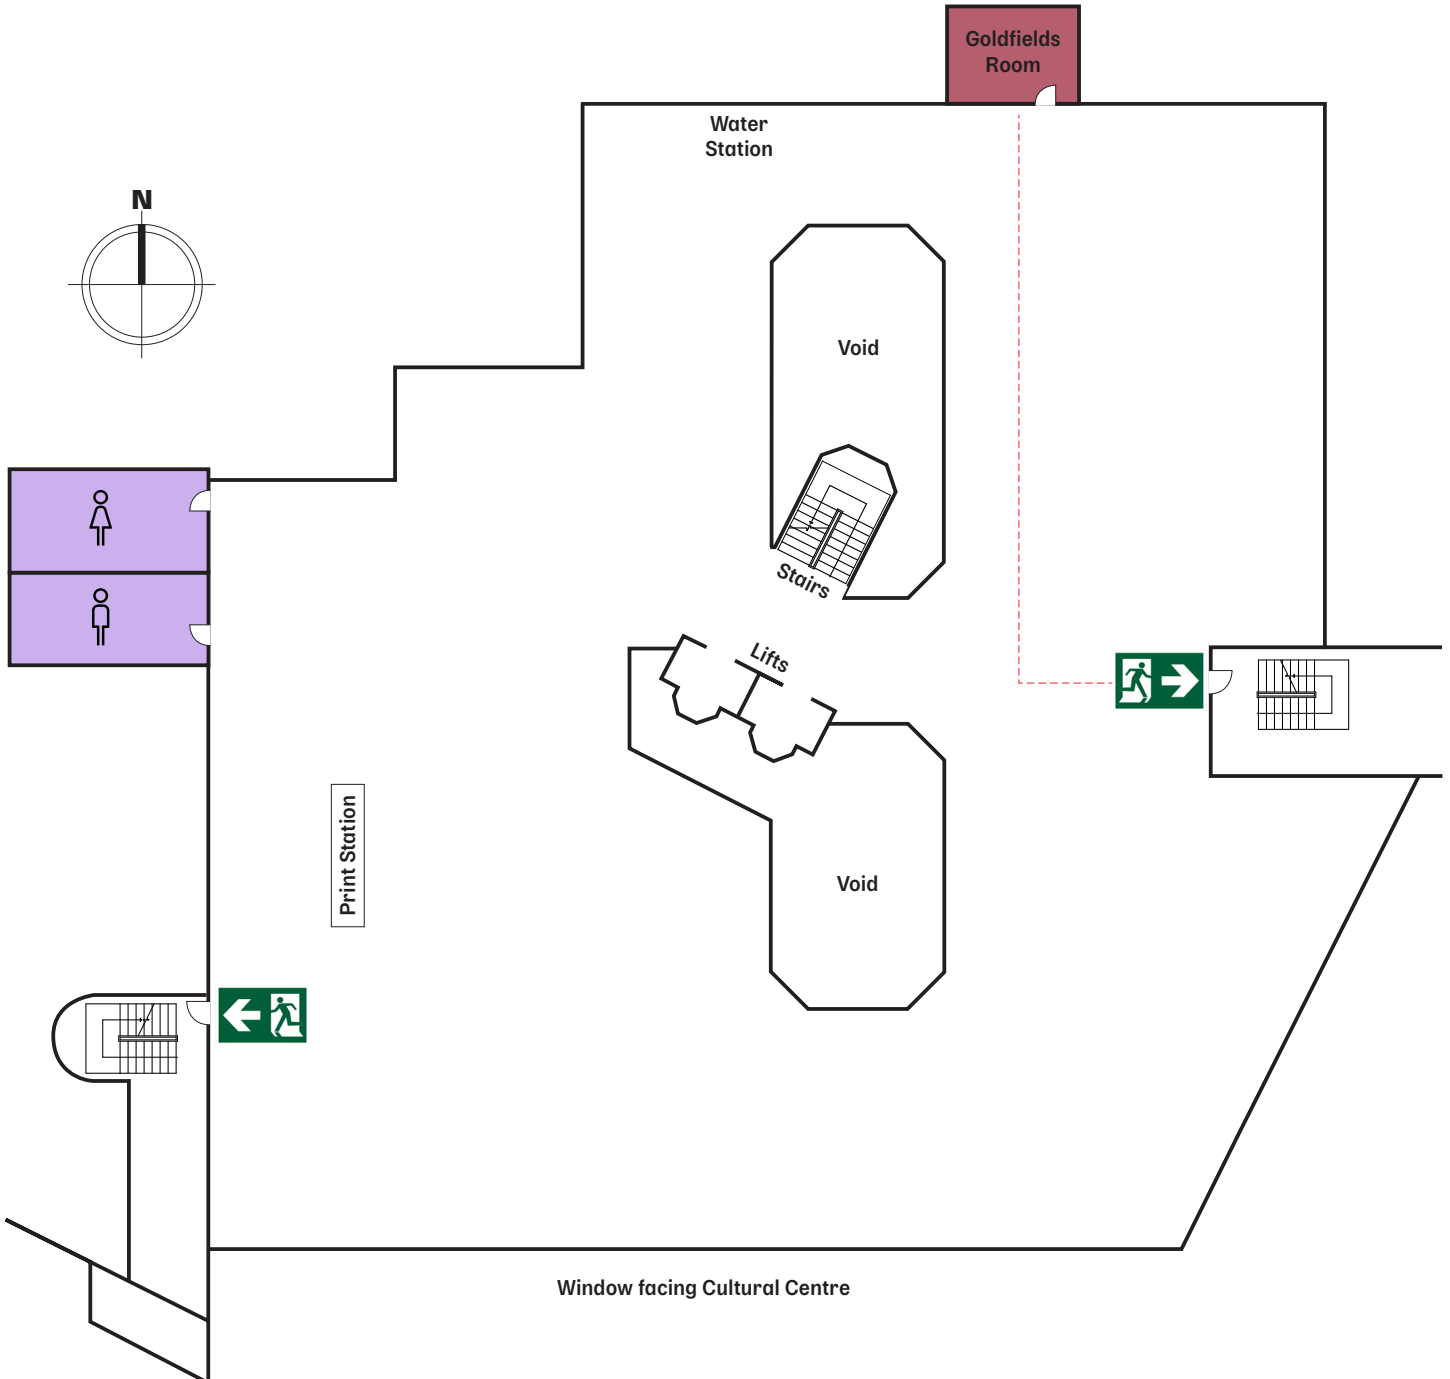 Goldfields
Room
Water
Station
N
Void
Stairs
Lifts
Print Station
Void
Window facing Cultural Centre